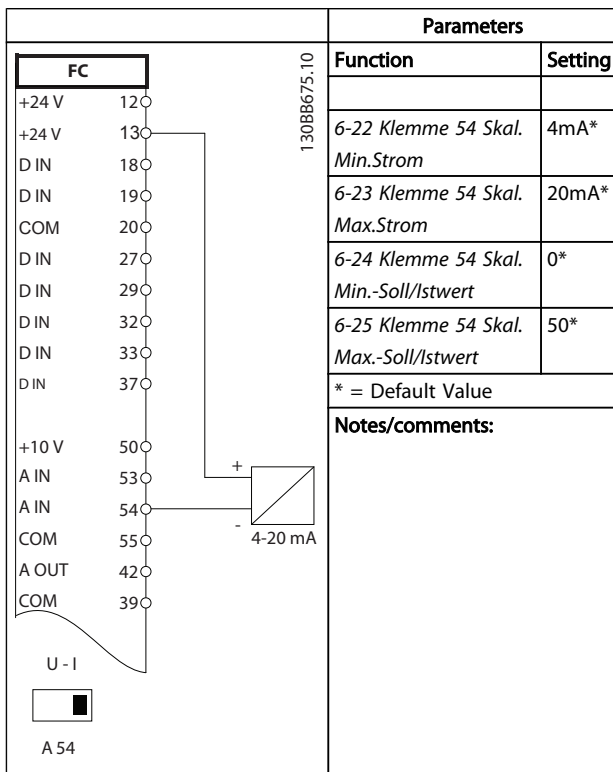 FC
+24 V 12
+24 V 13
D IN 18
D IN 19
COM 20
D IN 27
D IN 29
D IN 32
D IN 33
D IN 37
+10 V 50
A IN 53
A IN 54
COM 55
A OUT 42
COM 39
+
-
4-20 mA
U - I
A 54
130BB675.10
Parameters
Function Setting
6-22 Klemme 54 Skal. 4mA*
Min.Strom
6-23 Klemme 54 Skal. 20mA*
Max.Strom
6-24 Klemme 54 Skal. 0*
Min.-Soll/Istwert
6-25 Klemme 54 Skal. 50*
Max.-Soll/Istwert
* = Default Value
Notes/comments: